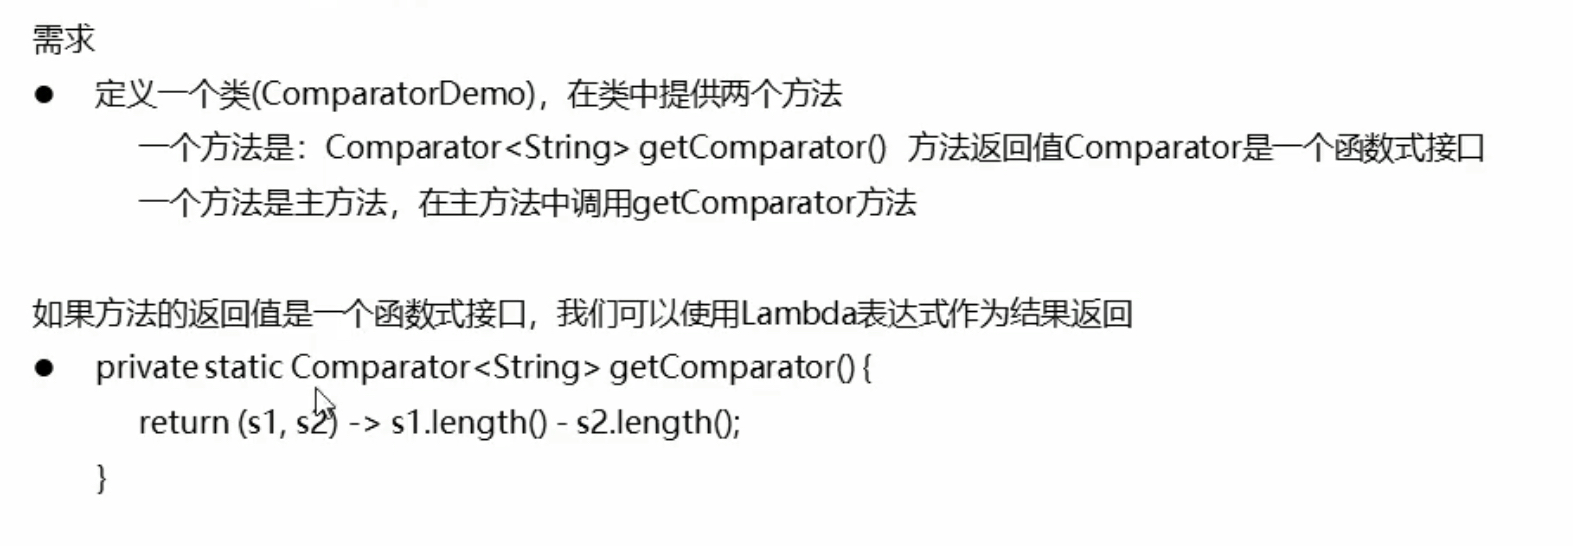 需求
● 定义一个类(ComparatorDemo)，在类中提供两个方法
一个方法是：Comparator<String> getComparator() 方法返回值Comparator是一个函数式接口
一个方法是主方法，在主方法中调用getComparator方法
如果方法的返回值是一个函数式接口，我们可以使用Lambda表达式作为结果返回
● private static Comparator<String> getComparator() {
return (s1, s2) -> s1.length() - s2.length();
}